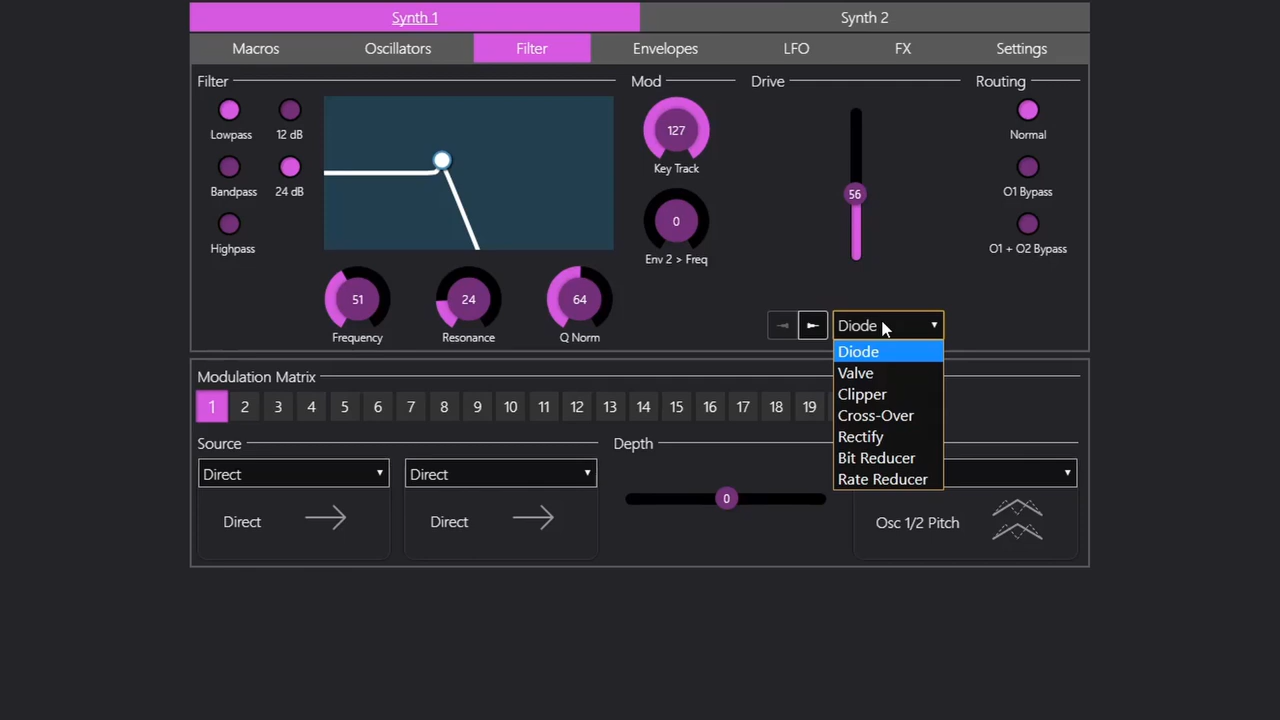 Synth 1 Synth 2
Macros Oscillators Filter Envelopes LFO FX Settings
Filter Mod Drive Routing
Lowpass 12 dB
Bandpass 24 dB
Highpass
51 Frequency
24 Resonance
64 Q Norm
127
Key Track
0
Env 2 > Freq
56
Normal
O1 Bypass
O1 + O2 Bypass
Diode
Diode
Valve
Clipper
Cross-Over
Rectify
Bit Reducer
Rate Reducer
Modulation Matrix
1 2 3 4 5 6 7 8 9 10 11 12 13 14 15 16 17 18 19
Source Depth
Direct Direct
0
Direct Direct Osc 1/2 Pitch